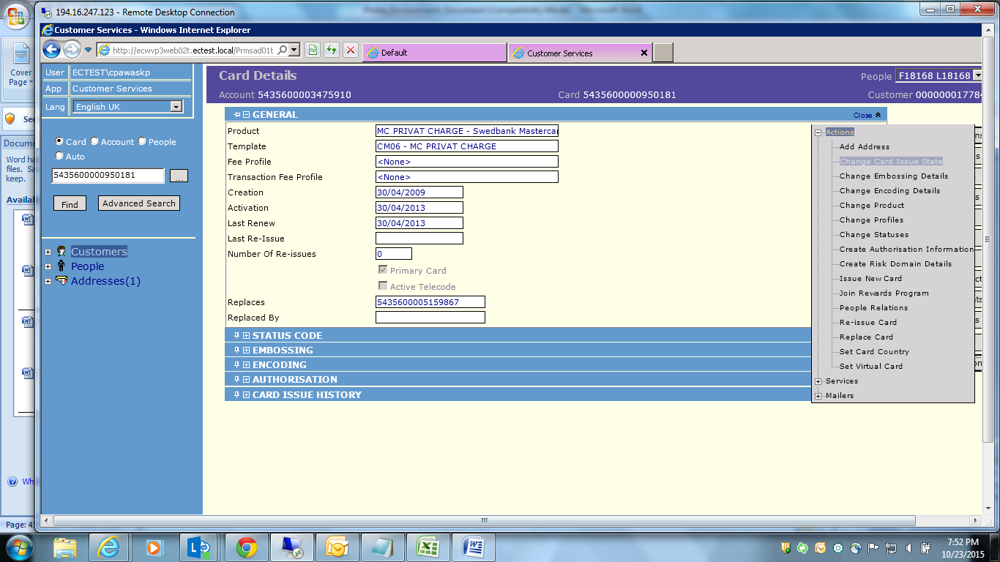 194.16.247.123 - Remote Desktop Connection
Customer Services - Windows Internet Explorer
http://ecwvp3web02t.ectest.local/Prmsad01t
Default
Customer Services
Cover
Page
User ECTEST\cpawaskp
App Customer Services
Lang English UK
Card Account People
Auto
5435600000950181
...
Find Advanced Search
Customers
People
Addresses(1)
Card Details
People F18168 L18168
Account 5435600003475910 Card 5435600000950181 Customer 00000001778
GENERAL Close
Product MC PRIVAT CHARGE - Swedbank Masterca
Template CM06 - MC PRIVAT CHARGE
Fee Profile <None>
Transaction Fee Profile <None>
Creation 30/04/2009
Activation 30/04/2013
Last Renew 30/04/2013
Last Re-Issue
Number Of Re-issues 0
Primary Card
Active Telecode
Replaces 5435600005159867
Replaced By
STATUS CODE
EMBOSSING
ENCODING
AUTHORISATION
CARD ISSUE HISTORY
Actions
Add Address
Change Card Issue State
Change Embossing Details
Change Encoding Details
Change Product
Change Profiles
Change Statuses
Create Authorisation Information
Create Risk Domain Details
Issue New Card
Join Rewards Program
People Relations
Re-issue Card
Replace Card
Set Card Country
Set Virtual Card
Services
Mailers
Sec
Docume
Word ha
files. Sa
keep.
Availal
Wh
Page: 41
7:52 PM
10/23/2015